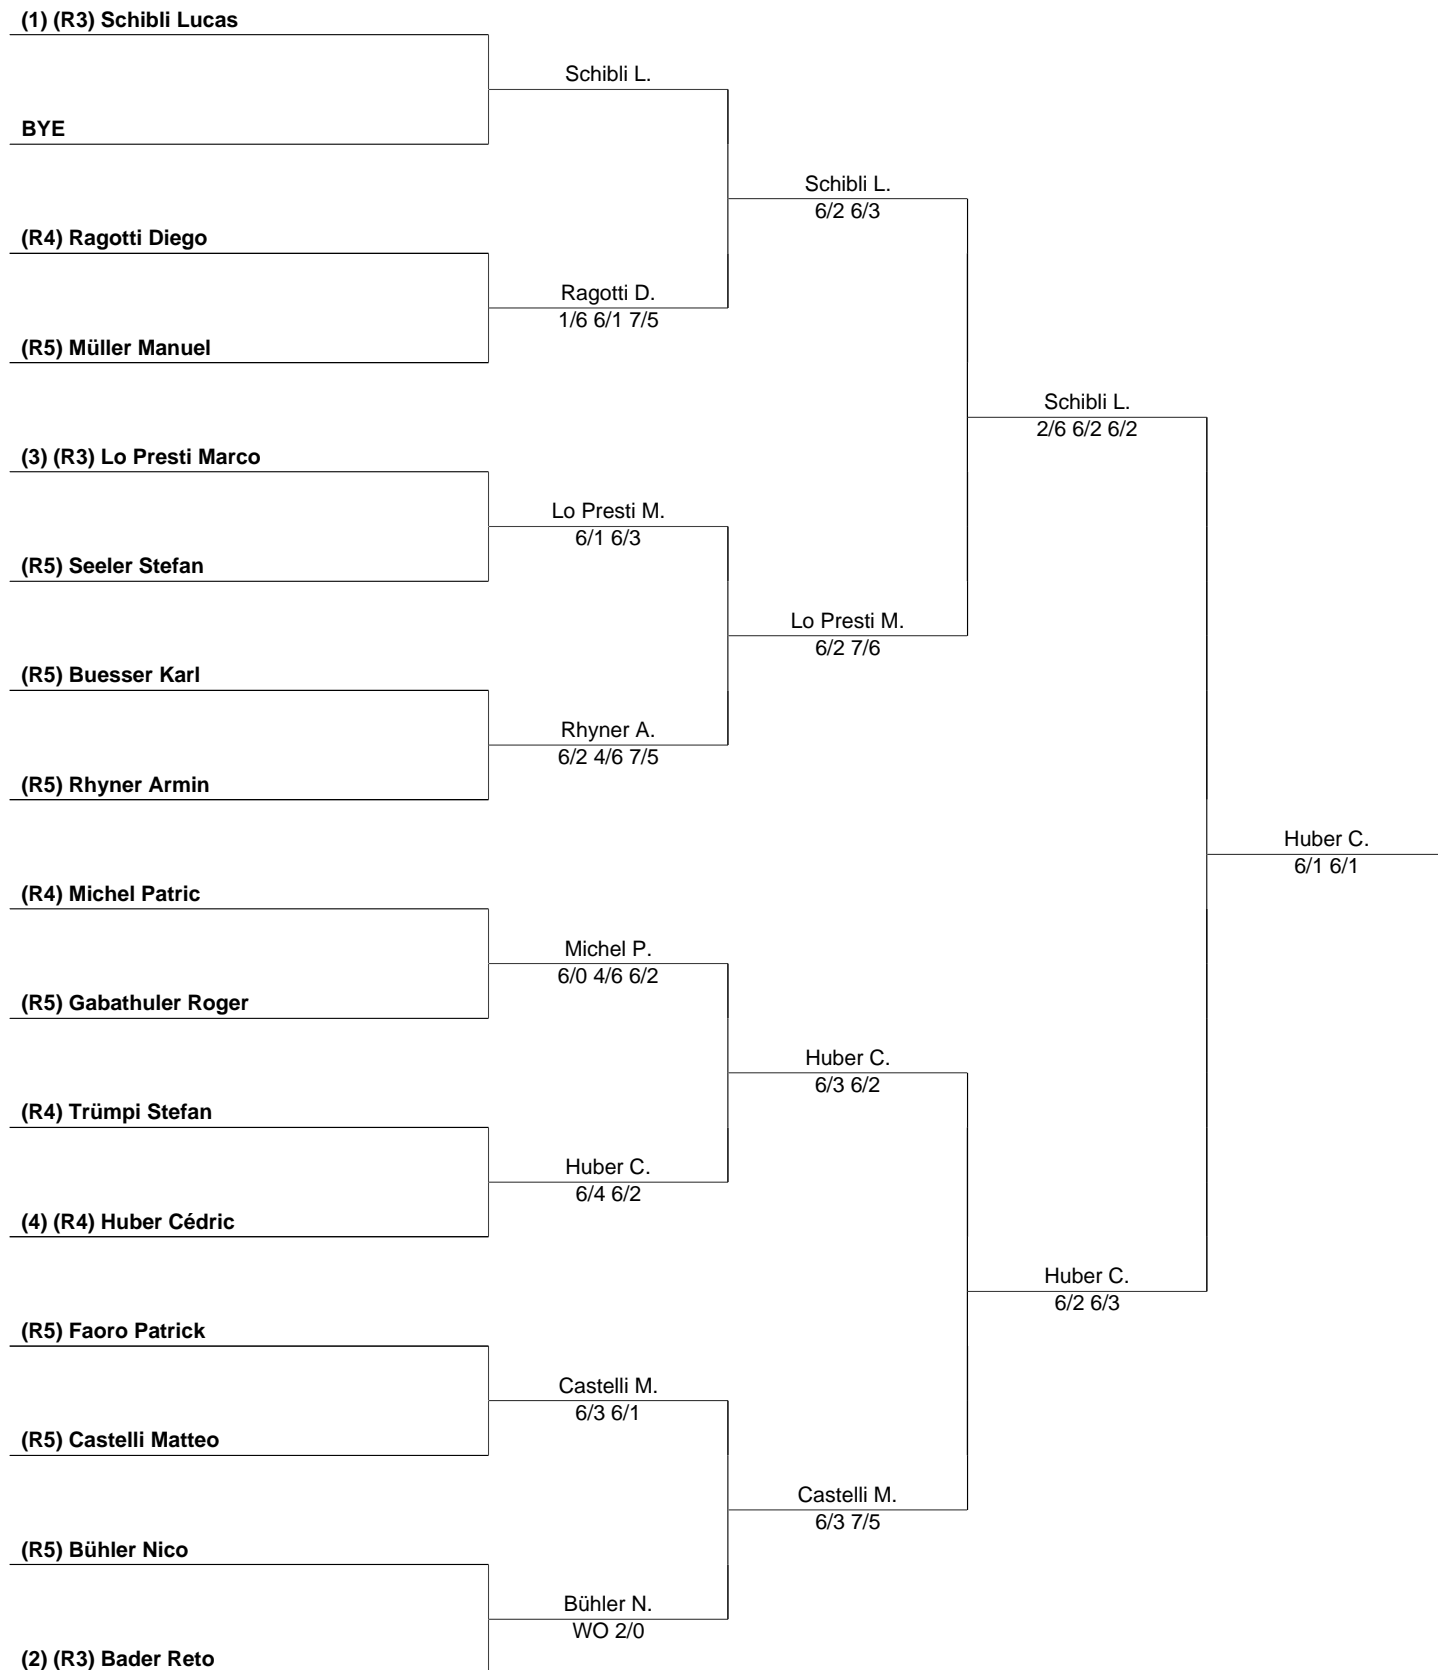 (1) (R3) Schibli Lucas
Schibli L.
BYE
Schibli L.
6/2 6/3
(R4) Ragotti Diego
Ragotti D.
1/6 6/1 7/5
(R5) Müller Manuel
Schibli L.
2/6 6/2 6/2
(3) (R3) Lo Presti Marco
Lo Presti M.
6/1 6/3
(R5) Seeler Stefan
Lo Presti M.
6/2 7/6
(R5) Buesser Karl
Rhyner A.
6/2 4/6 7/5
(R5) Rhyner Armin
Huber C.
6/1 6/1
(R4) Michel Patric
Michel P.
6/0 4/6 6/2
(R5) Gabathuler Roger
Huber C.
6/3 6/2
(R4) Trümpi Stefan
Huber C.
6/4 6/2
(4) (R4) Huber Cédric
Huber C.
6/2 6/3
(R5) Faoro Patrick
Castelli M.
6/3 6/1
(R5) Castelli Matteo
Castelli M.
6/3 7/5
(R5) Bühler Nico
Bühler N.
WO 2/0
(2) (R3) Bader Reto